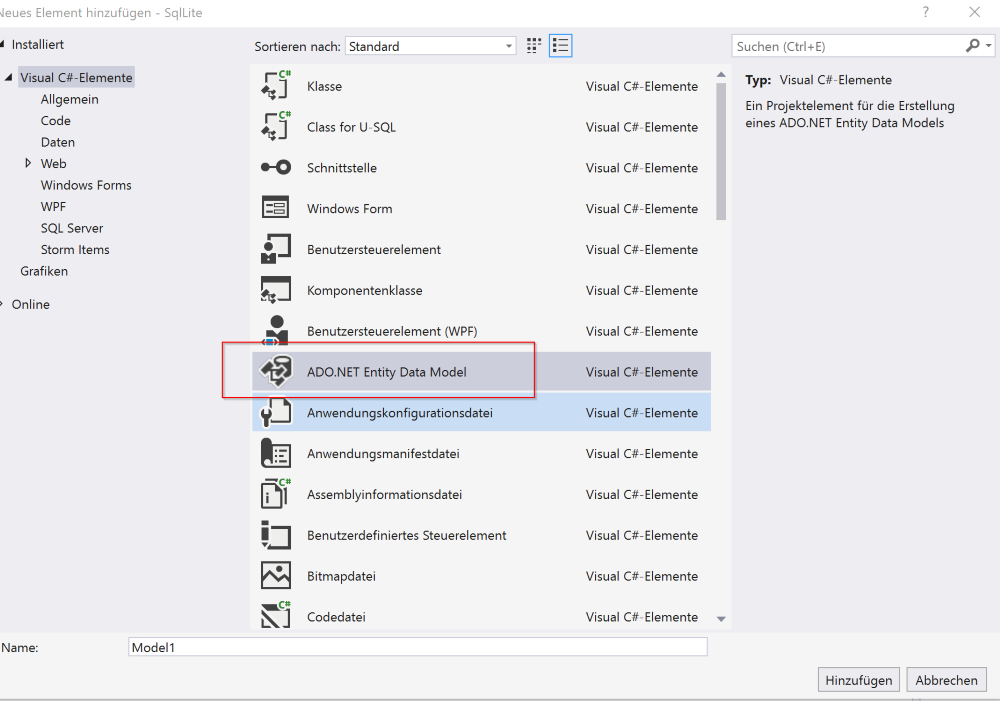 Neues Element hinzufügen - SqlLite
?
Installiert
Visual C#-Elemente
Allgemein
Code
Daten
Web
Windows Forms
WPF
SQL Server
Storm Items
Grafiken
Online
Sortieren nach: Standard
C# Klasse Visual C#-Elemente
C# Class for U-SQL Visual C#-Elemente
Schnittstelle Visual C#-Elemente
Windows Form Visual C#-Elemente
Benutzersteuerelement Visual C#-Elemente
Komponentenklasse Visual C#-Elemente
Benutzersteuerelement (WPF) Visual C#-Elemente
ADO.NET Entity Data Model Visual C#-Elemente
Anwendungskonfigurationsdatei Visual C#-Elemente
Anwendungsmanifestdatei Visual C#-Elemente
C# Assemblyinformationsdatei Visual C#-Elemente
Benutzerdefiniertes Steuerelement Visual C#-Elemente
Bitmapdatei Visual C#-Elemente
C# Codedatei Visual C#-Elemente
Suchen (Ctrl+E)
Typ: Visual C#-Elemente
Ein Projektelement für die Erstellung
eines ADO.NET Entity Data Models
Name: Model1
Hinzufügen Abbrechen